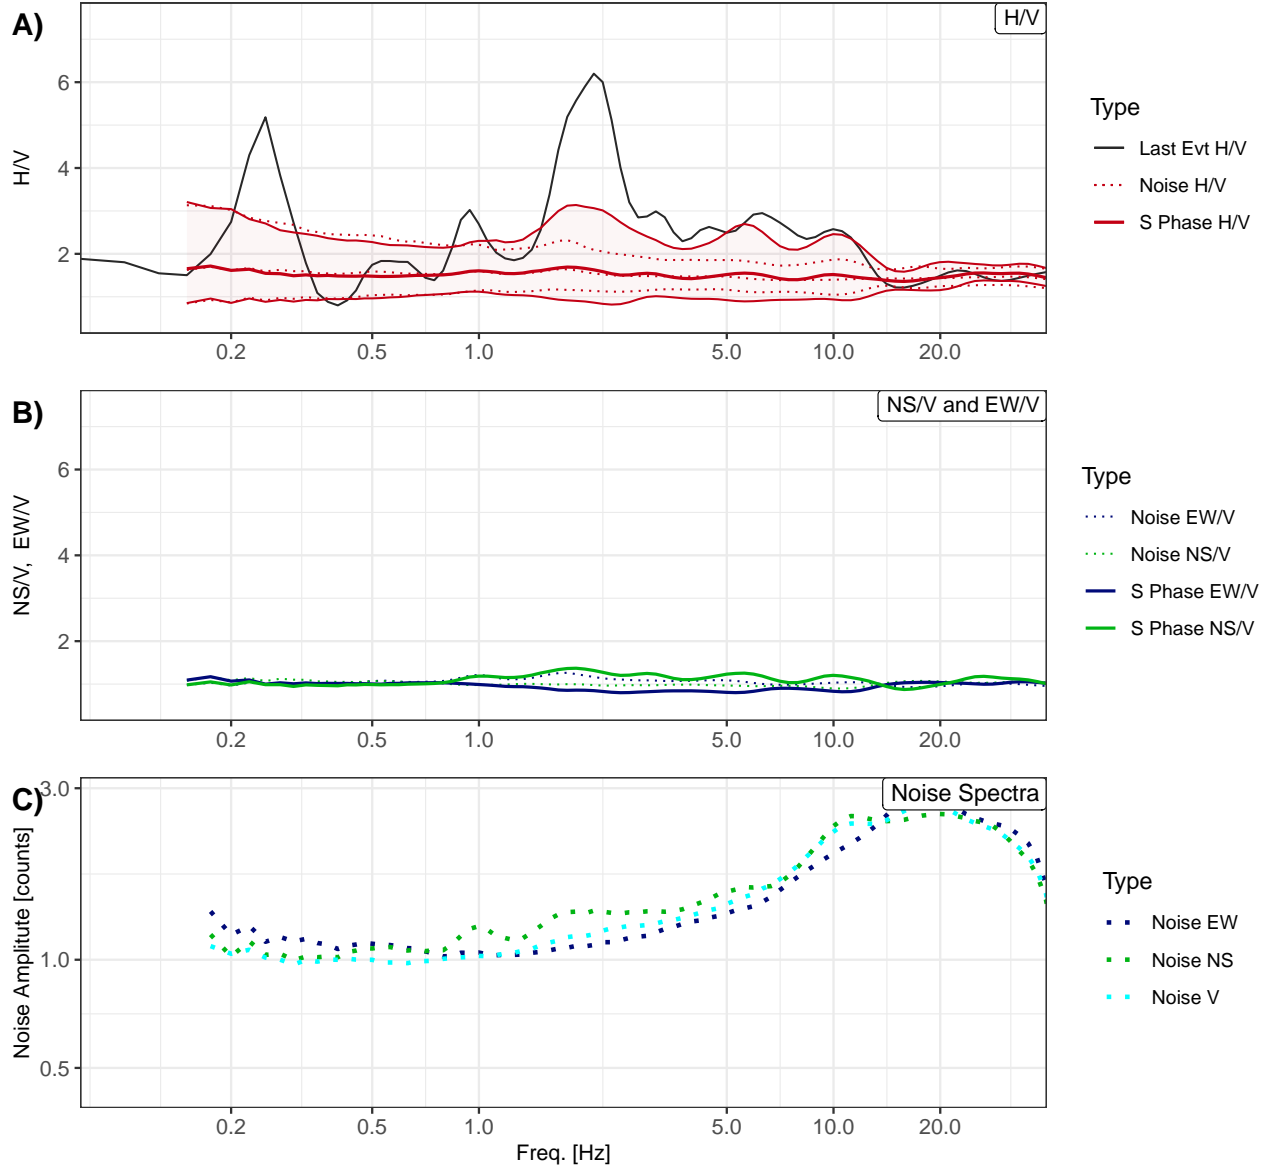 A)
H/V
H/V
6
4
2
0.2 0.5 1.0 5.0 10.0 20.0
Type
Last Evt H/V
Noise H/V
S Phase H/V
B)
NS/V and EW/V
NS/V, EW/V
6
4
2
0.2 0.5 1.0 5.0 10.0 20.0
Type
Noise EW/V
Noise NS/V
S Phase EW/V
S Phase NS/V
C)
Noise Spectra
Noise Amplitute [counts]
3.0
1.0
0.5
0.2 0.5 1.0 5.0 10.0 20.0
Freq. [Hz]
Type
Noise EW
Noise NS
Noise V